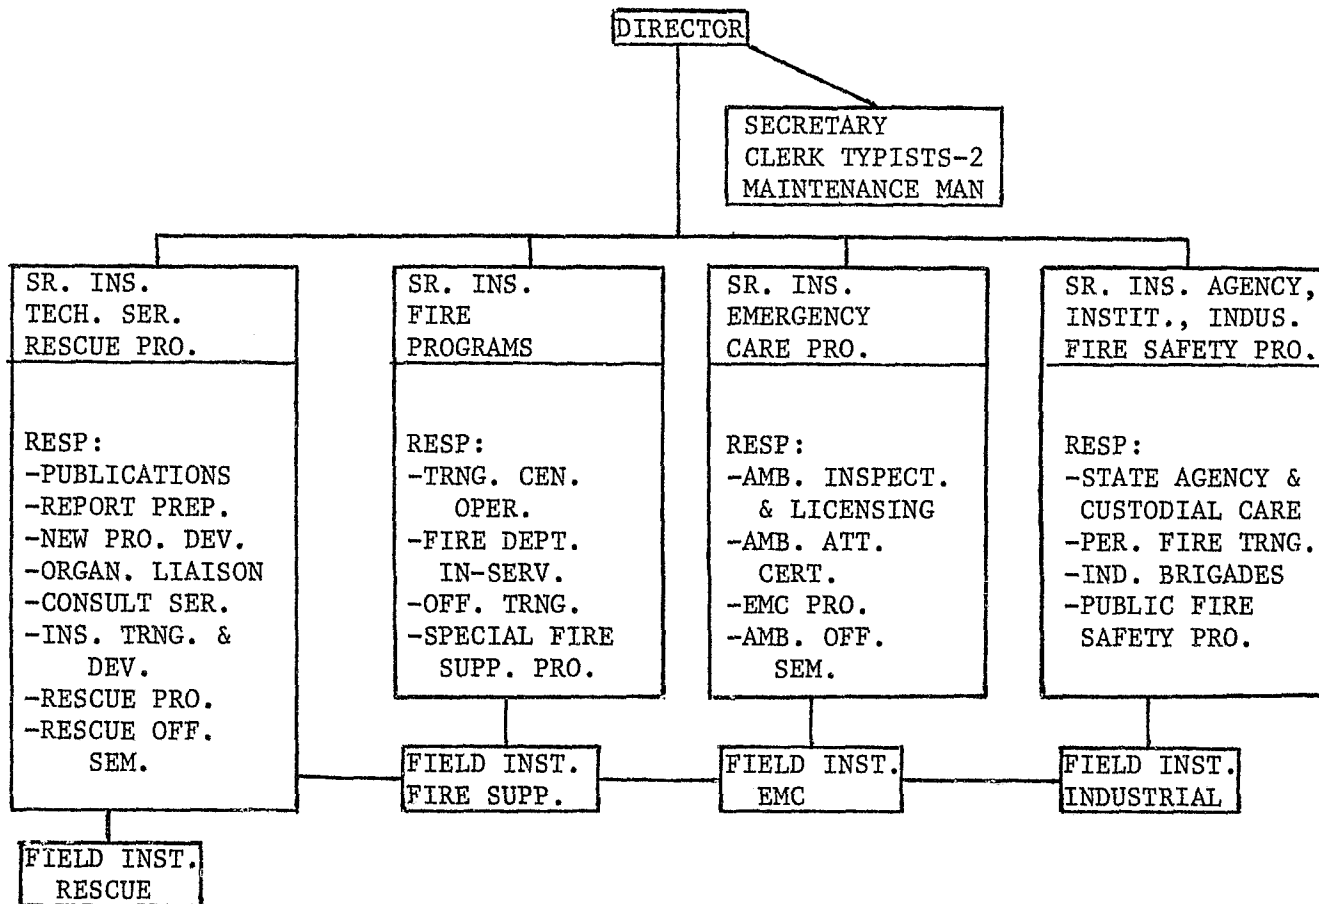 DIRECTOR
SECRETARY
CLERK TYPISTS-2
MAINTENANCE MAN
SR. INS.
TECH. SER.
RESCUE PRO.
RESP:
-PUBLICATIONS
-REPORT PREP.
-NEW PRO. DEV.
-ORGAN. LIAISON
-CONSULT SER.
-INS. TRNG. &
DEV.
-RESCUE PRO.
-RESCUE OFF.
SEM.
FIELD INST.
RESCUE
SR. INS.
FIRE
PROGRAMS
RESP:
-TRNG. CEN.
OPER.
-FIRE DEPT.
IN-SERV.
-OFF. TRNG.
-SPECIAL FIRE
SUPP. PRO.
FIELD INST.
FIRE SUPP.
SR. INS.
EMERGENCY
CARE PRO.
RESP:
-AMB. INSPECT.
& LICENSING
-AMB. ATT.
CERT.
-EMC PRO.
-AMB. OFF.
SEM.
FIELD INST.
EMC
SR. INS. AGENCY,
INSTIT., INDUS.
FIRE SAFETY PRO.
RESP:
-STATE AGENCY &
CUSTODIAL CARE
-PER. FIRE TRNG.
-IND. BRIGADES
-PUBLIC FIRE
SAFETY PRO.
FIELD INST.
INDUSTRIAL